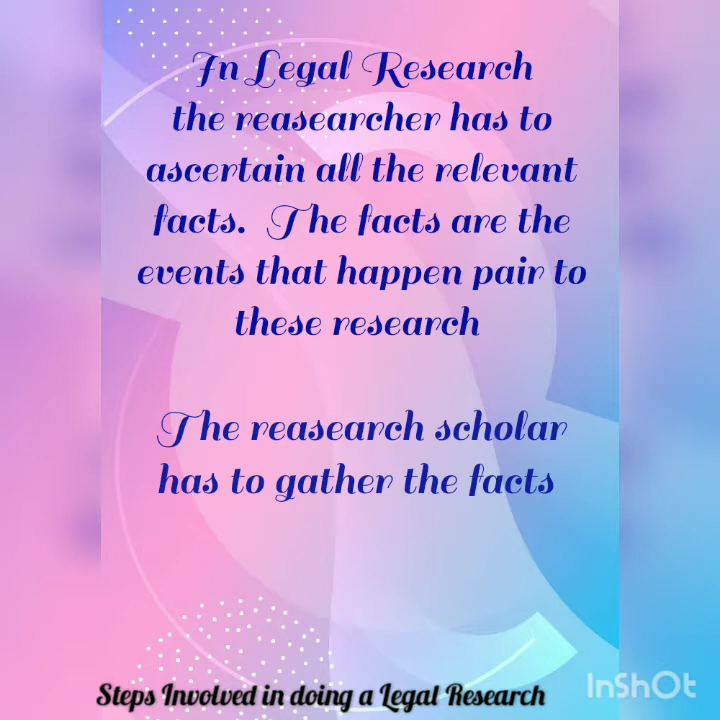 In Legal Research
the reasearcher has to
ascertain all the relevant
facts. The facts are the
events that happen pair to
these research
The reasearch scholar
has to gather the facts
Steps Involved in doing a Legal Research
InShOt